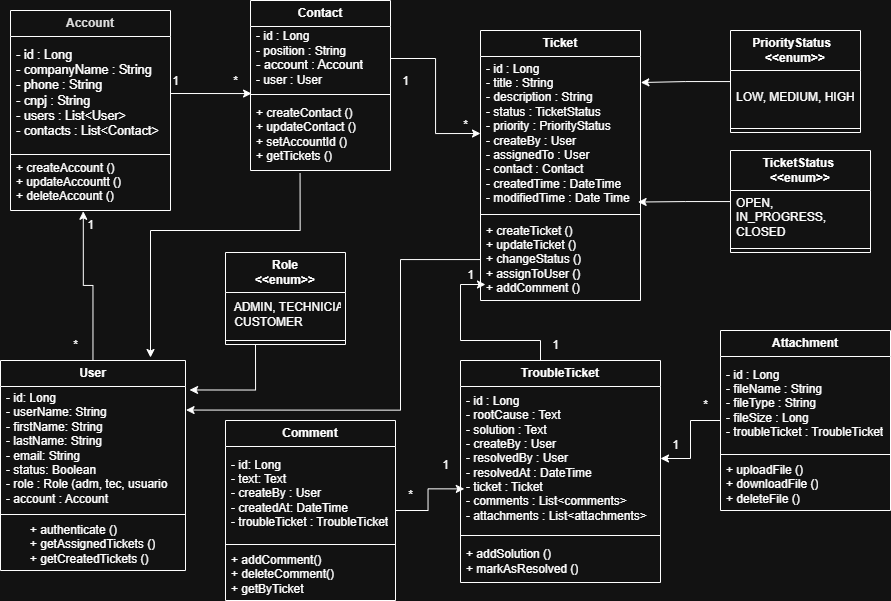 Account
- id : Long
- companyName : String
- phone : String
- cnpj : String
- users : List<User>
- contacts : List<Contact>
+ createAccount ()
+ updateAccountt ()
+ deleteAccount ()
1
*
Contact
- id : Long
- position : String
- account : Account
- user : User
+ createContact ()
+ updateContact ()
+ setAccountId ()
+ getTickets ()
1
*
Ticket
- id : Long
- title : String
- description : String
- status : TicketStatus
- priority : PriorityStatus
- createBy : User
- assignedTo : User
- contact : Contact
- createdTime : DateTime
- modifiedTime : Date Time
+ createTicket ()
+ updateTicket ()
+ changeStatus ()
+ assignToUser ()
+ addComment ()
PriorityStatus
<<enum>>
LOW, MEDIUM, HIGH
TicketStatus
<<enum>>
OPEN,
IN_PROGRESS,
CLOSED
1
*
Role
<<enum>>
ADMIN, TECHNICIA
CUSTOMER
1
1
User
- id: Long
- userName: String
- firstName: String
- lastName: String
- email: String
- status: Boolean
- role : Role (adm, tec, usuario
- account : Account
+ authenticate ()
+ getAssignedTickets ()
+ getCreatedTickets ()
Comment
- id: Long
- text: Text
- createBy : User
- createdAt: DateTime
- troubleTicket : TroubleTicket
+ addComment()
+ deleteComment()
+ getByTicket
*
1
TroubleTicket
- id : Long
- rootCause : Text
- solution : Text
- createBy : User
- resolvedBy : User
- resolvedAt : DateTime
- ticket : Ticket
- comments : List<comments>
- attachments : List<attachments>
+ addSolution ()
+ markAsResolved ()
1
*
Attachment
- id : Long
- fileName : String
- fileType : String
- fileSize : Long
- troubleTicket : TroubleTicket
+ uploadFile ()
+ downloadFile ()
+ deleteFile ()